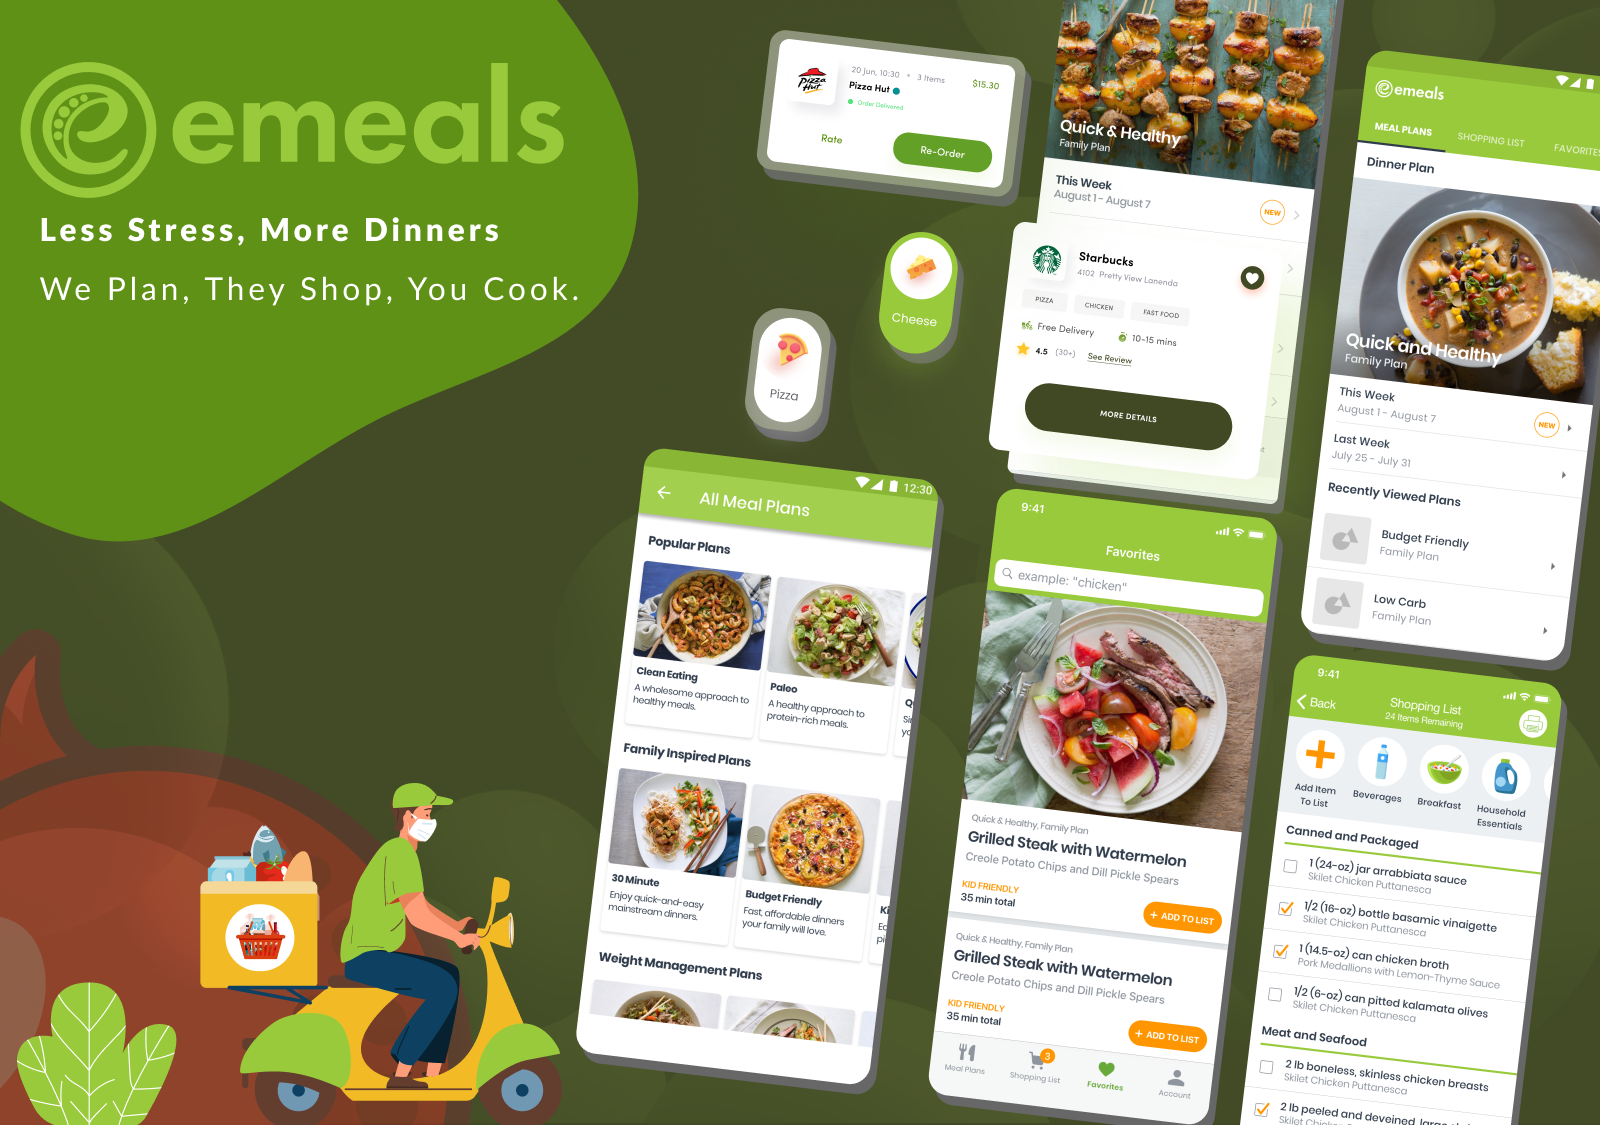 emeals
Less Stress, More Dinners
We Plan, They Shop, You Cook.
20 Jun, 10:30 • 3 Items
$15.30
Pizza Hut
Pizza Hut
Order Delivered
Rate
Re-Order
Cheese
Pizza
Quick & Healthy
Family Plan
This Week
August 1 - August 7
NEW
Starbucks
4102 Pretty View Lanenda
PIZZA
CHICKEN
FAST FOOD
Free Delivery
10-15 mins
4.5
(30+)
See Review
MORE DETAILS
emeals
MEAL PLANS
SHOPPING LIST
FAVORITES
Dinner Plan
Quick and Healthy
Family Plan
This Week
August 1 - August 7
NEW
Last Week
July 25 - July 31
Recently Viewed Plans
Budget Friendly
Family Plan
Low Carb
Family Plan
12:30
All Meal Plans
Popular Plans
Clean Eating
A wholesome approach to
healthy meals.
Paleo
A healthy approach to
protein-rich meals.
Family Inspired Plans
30 Minute
Enjoy quick-and-easy
mainstream dinners.
Budget Friendly
Fast, affordable dinners
your family will love.
Weight Management Plans
9:41
Favorites
example: "chicken"
Quick & Healthy, Family Plan
Grilled Steak with Watermelon
Creole Potato Chips and Dill Pickle Spears
KID FRIENDLY
35 min total
+ ADD TO LIST
Quick & Healthy, Family Plan
Grilled Steak with Watermelon
Creole Potato Chips and Dill Pickle Spears
KID FRIENDLY
35 min total
+ ADD TO LIST
Meal Plans
3
Shopping List
Favorites
Account
9:41
Back
Shopping List
24 Items Remaining
Add Item
To List
Beverages
Breakfast
Household
Essentials
Canned and Packaged
1 (24-oz) jar arrabbiata sauce
Skilet Chicken Puttanesca
1/2 (16-oz) bottle basamic vinaigette
Skilet Chicken Puttanesca
1 (14.5-oz) can chicken broth
Pork Medallions with Lemon-Thyme Sauce
1/2 (6-oz) can pitted kalamata olives
Skilet Chicken Puttanesca
Meat and Seafood
2 lb boneless, skinless chicken breasts
Skilet Chicken Puttanesca
2 lb peeled and deveined, large
Skilet Chicken Puttanesca